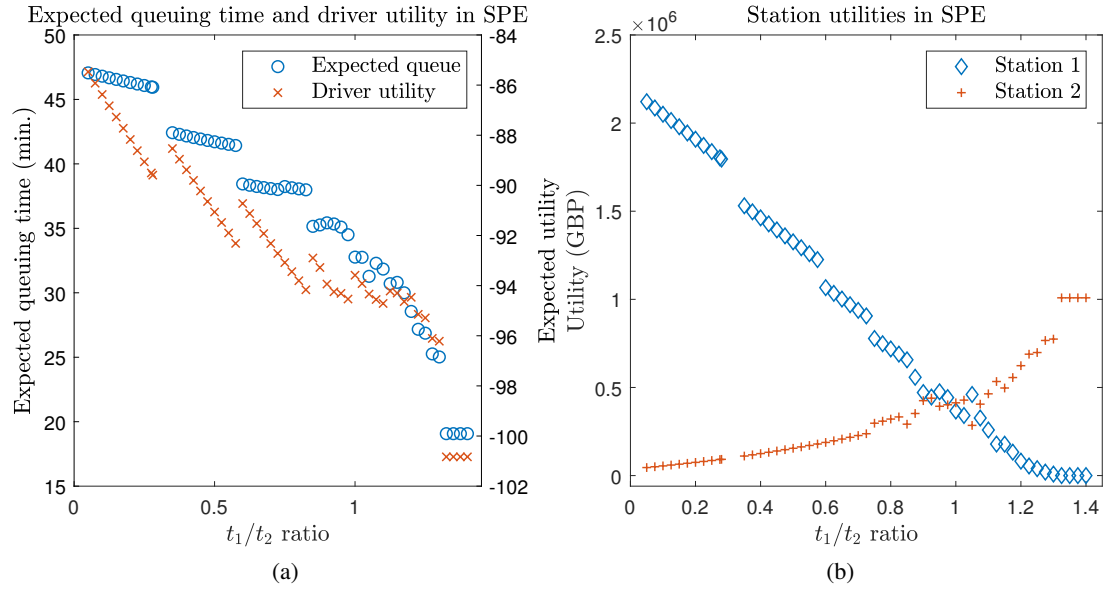 Expected queuing time and driver utility in SPE
50
45
40
35
30
25
20
15
Expected queuing time (min.)
-84
-86
-88
-90
-92
-94
-96
-98
-100
-102
Expected utility
Expected queue
Driver utility
0
0.5
1
t₁/t₂ ratio
(a)
Station utilities in SPE
×10⁶
2.5
2
1.5
1
0.5
0
Utility (GBP)
Station 1
Station 2
0
0.2
0.4
0.6
0.8
1
1.2
1.4
t₁/t₂ ratio
(b)